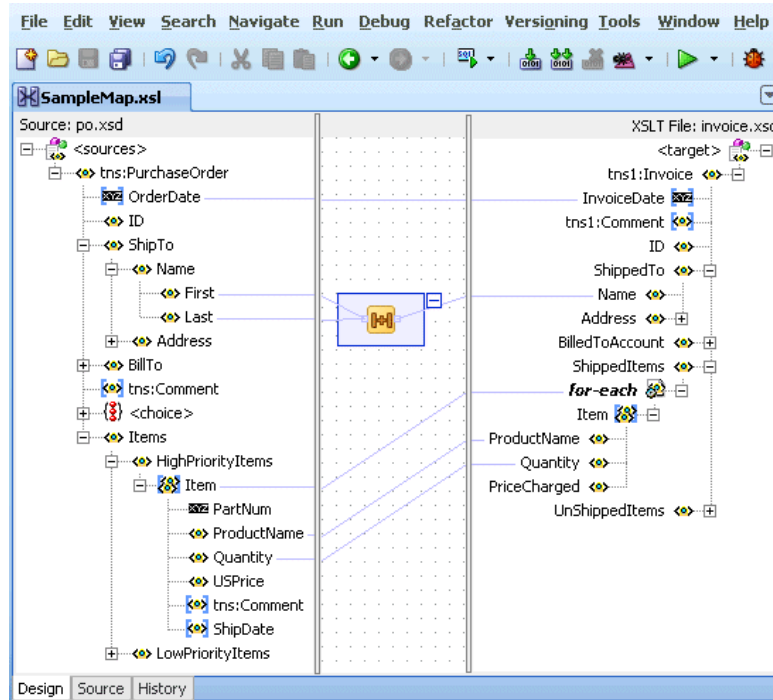 File Edit View Search Navigate Run Debug Refactor Versioning Tools Window Help
SampleMap.xsl
Source: po.xsd
XSLT File: invoice.xsd
<sources>
<target>
tns:PurchaseOrder
tns1:Invoice
OrderDate
InvoiceDate
ID
tns1:Comment
ShipTo
ID
Name
ShippedTo
First
Name
Last
Address
Address
BilledToAccount
BillTo
ShippedItems
tns:Comment
for-each
<choice>
Item
Items
ProductName
HighPriorityItems
Quantity
Item
PriceCharged
PartNum
UnShippedItems
ProductName
Quantity
USPrice
tns:Comment
ShipDate
LowPriorityItems
Design Source History